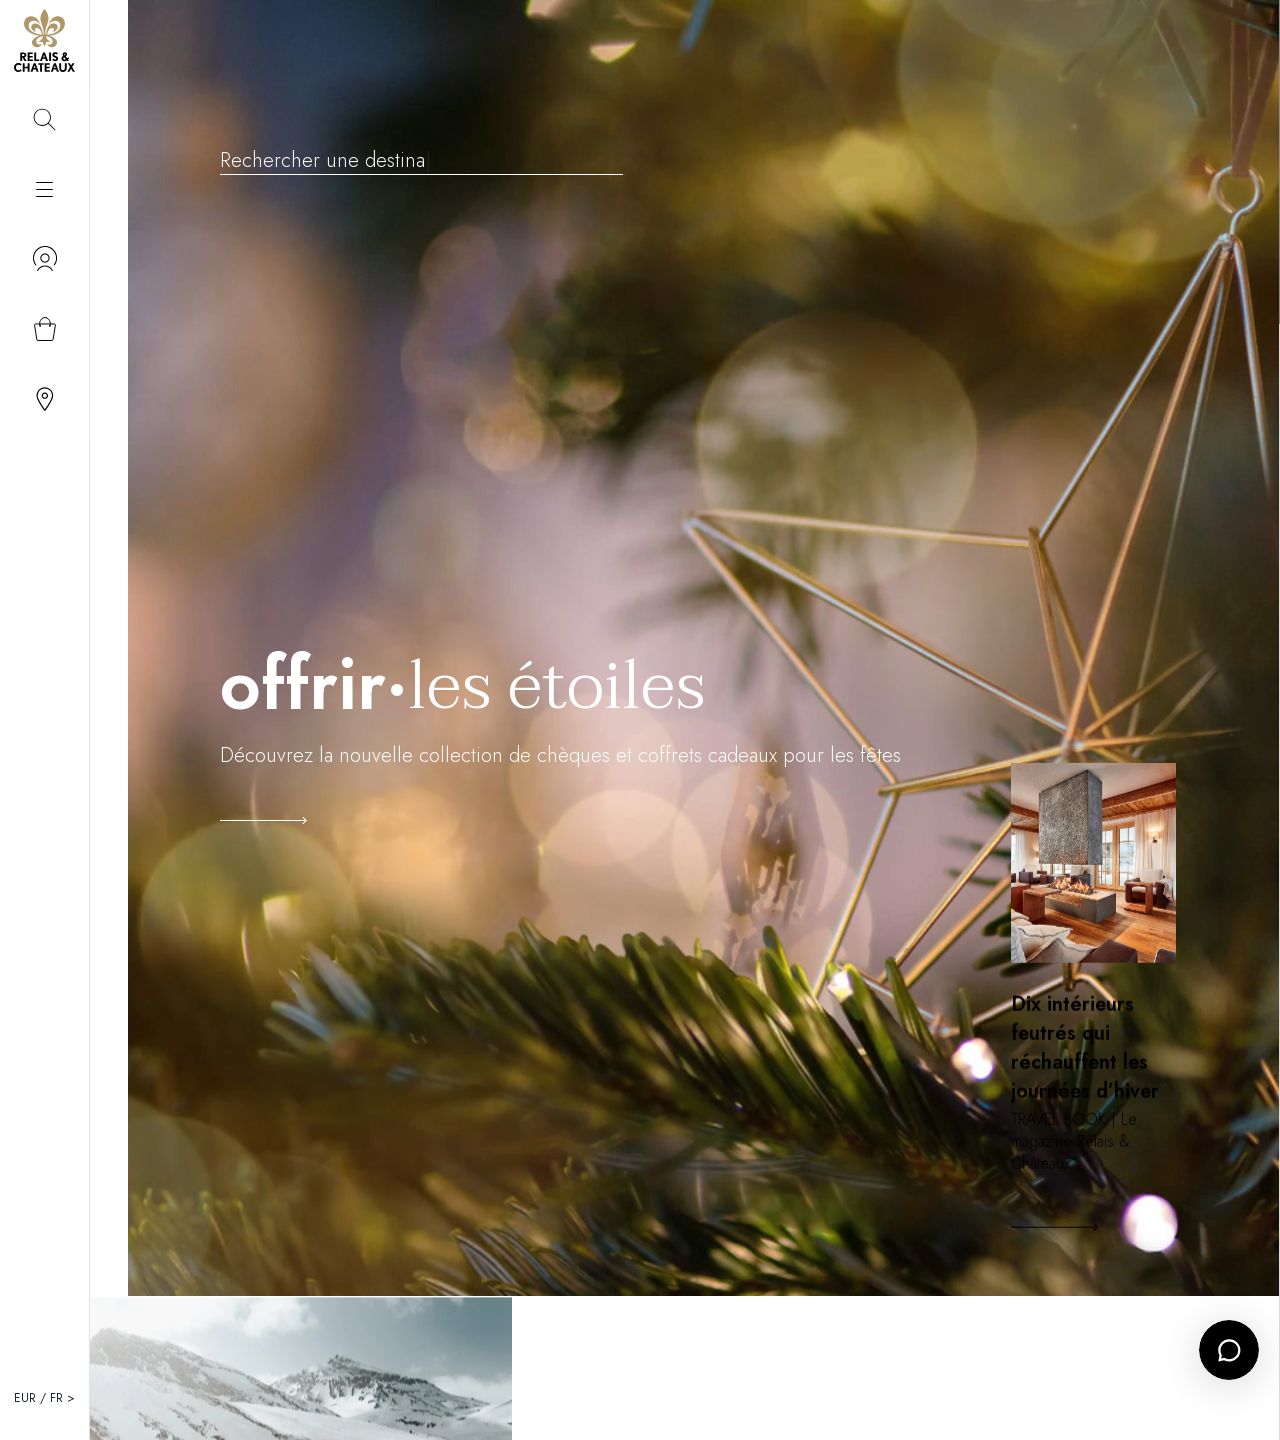 RELAIS &
CHATEAUX
Rechercher une destina
offrir·les étoiles
Découvrez la nouvelle collection de chèques et coffrets cadeaux pour les fêtes
Dix intérieurs
feutrés qui
réchauffent les
journées d'hiver
TRAVEL BOOK | Le
magazine Relais &
Châteaux
EUR / FR >